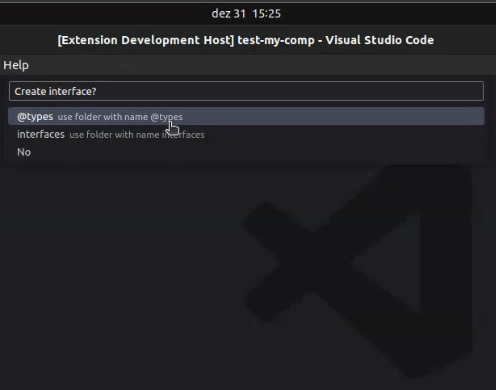 dez 31 15:25
[Extension Development Host] test-my-comp - Visual Studio Code
Help
Create interface?
@types use folder with name @types
interfaces use folder with name interfaces
No